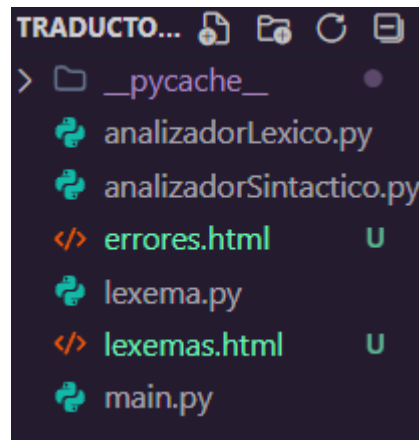 TRADUCTO...
__pycache__
analizadorLexico.py
analizadorSintactico.py
errores.html U
lexema.py
lexemas.html U
main.py